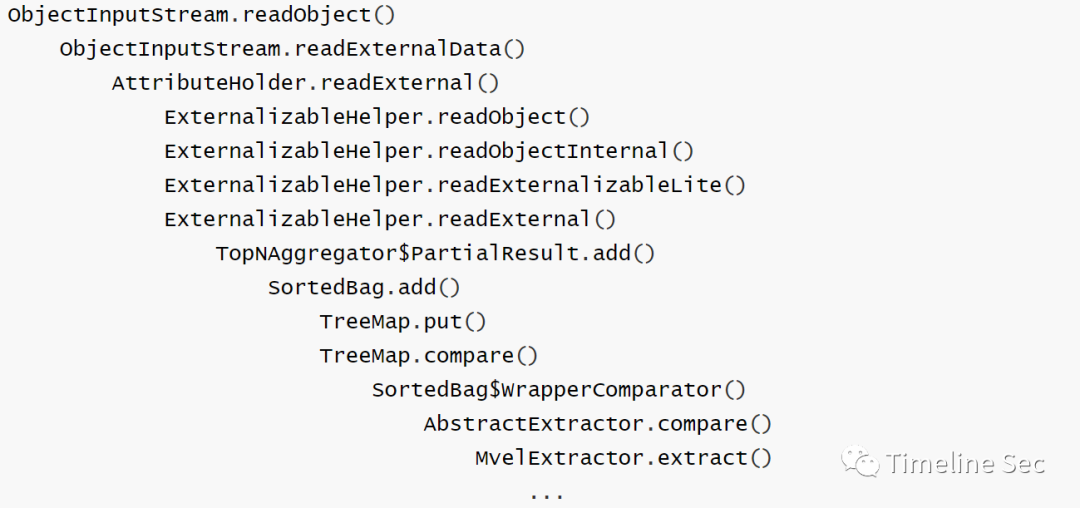 ObjectInputStream.readObject()
ObjectInputStream.readExternalData()
AttributeHolder.readExternal()
ExternalizableHelper.readObject()
ExternalizableHelper.readObjectInternal()
ExternalizableHelper.readExternalizableLite()
ExternalizableHelper.readExternal()
TopNAggregator$PartialResult.add()
SortedBag.add()
TreeMap.put()
TreeMap.compare()
SortedBag$WrapperComparator()
AbstractExtractor.compare()
MvelExtractor.extract()
Timeline Sec
...